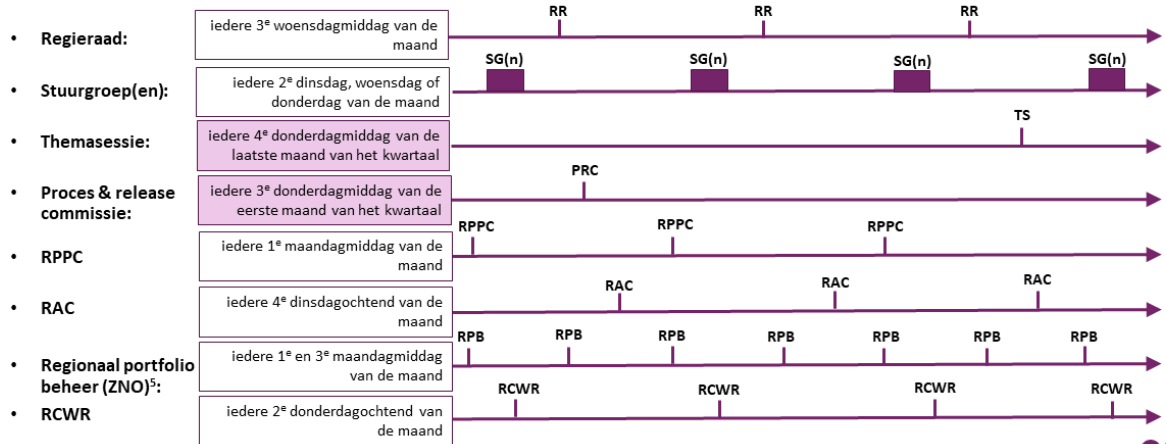 RR RR RR
• Regieraad:
iedere 3e woensdagmiddag van de
maand
SG(n) SG(n) SG(n) SG(n)
• Stuurgroep(en):
iedere 2e dinsdag, woensdag of
donderdag van de maand
TS
• Themasessie:
iedere 4e donderdagmiddag van de
laatste maand van het kwartaal
PRC
• Proces & release
commissie:
iedere 3e donderdagmiddag van de
eerste maand van het kwartaal
RPPC RPPC RPPC
• RPPC
iedere 1e maandagmiddag van de
maand
RAC RAC RAC
• RAC
iedere 4e dinsdagochtend van de
maand
RPB RPB RPB RPB RPB RPB RPB
• Regionaal portfolio
beheer (ZNO)5:
iedere 1e en 3e maandagmiddag
van de maand
RCWR RCWR RCWR RCWR
• RCWR
iedere 2e donderdagochtend van
de maand